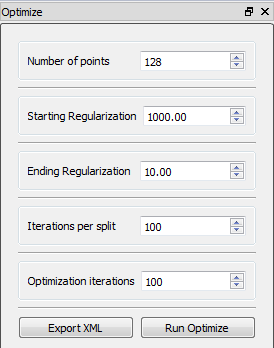 Optimize
Number of points 128
Starting Regularization 1000.00
Ending Regularization 10.00
Iterations per split 100
Optimization iterations 100
Export XML Run Optimize